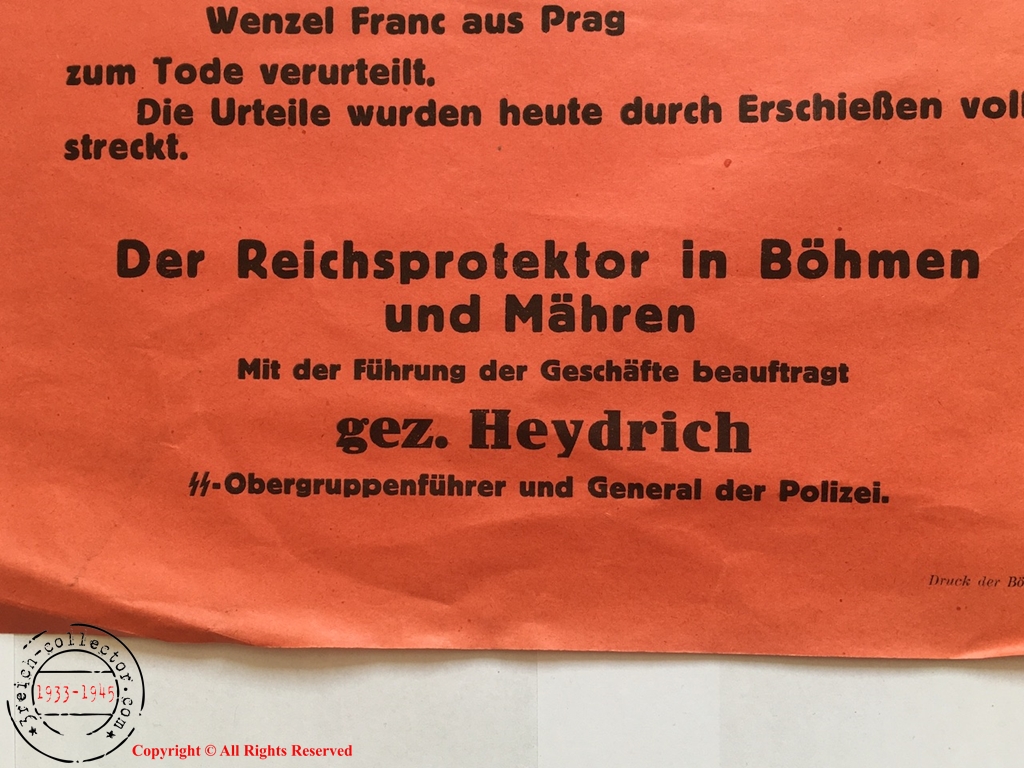 Wenzel Franc aus Prag
zum Tode verurteilt.
Die Urteile wurden heute durch Erschießen voll
streckt.
Der Reichsprotektor in Böhmen
und Mähren
Mit der Führung der Geschäfte beauftragt
gez. Heydrich
SS-Obergruppenführer und General der Polizei.
Druck der Bö
3reich-collector.com
1933-1945
Copyright © All Rights Reserved